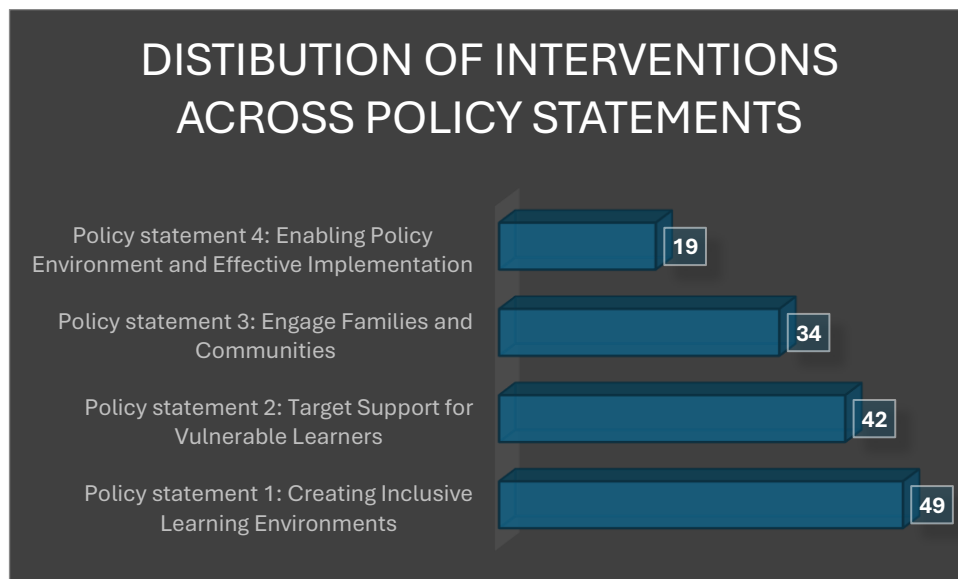 DISTIBUTION OF INTERVENTIONS
ACROSS POLICY STATEMENTS
Policy statement 4: Enabling Policy
Environment and Effective Implementation
19
Policy statement 3: Engage Families and
Communities
34
Policy statement 2: Target Support for
Vulnerable Learners
42
Policy statement 1: Creating Inclusive
Learning Environments
49